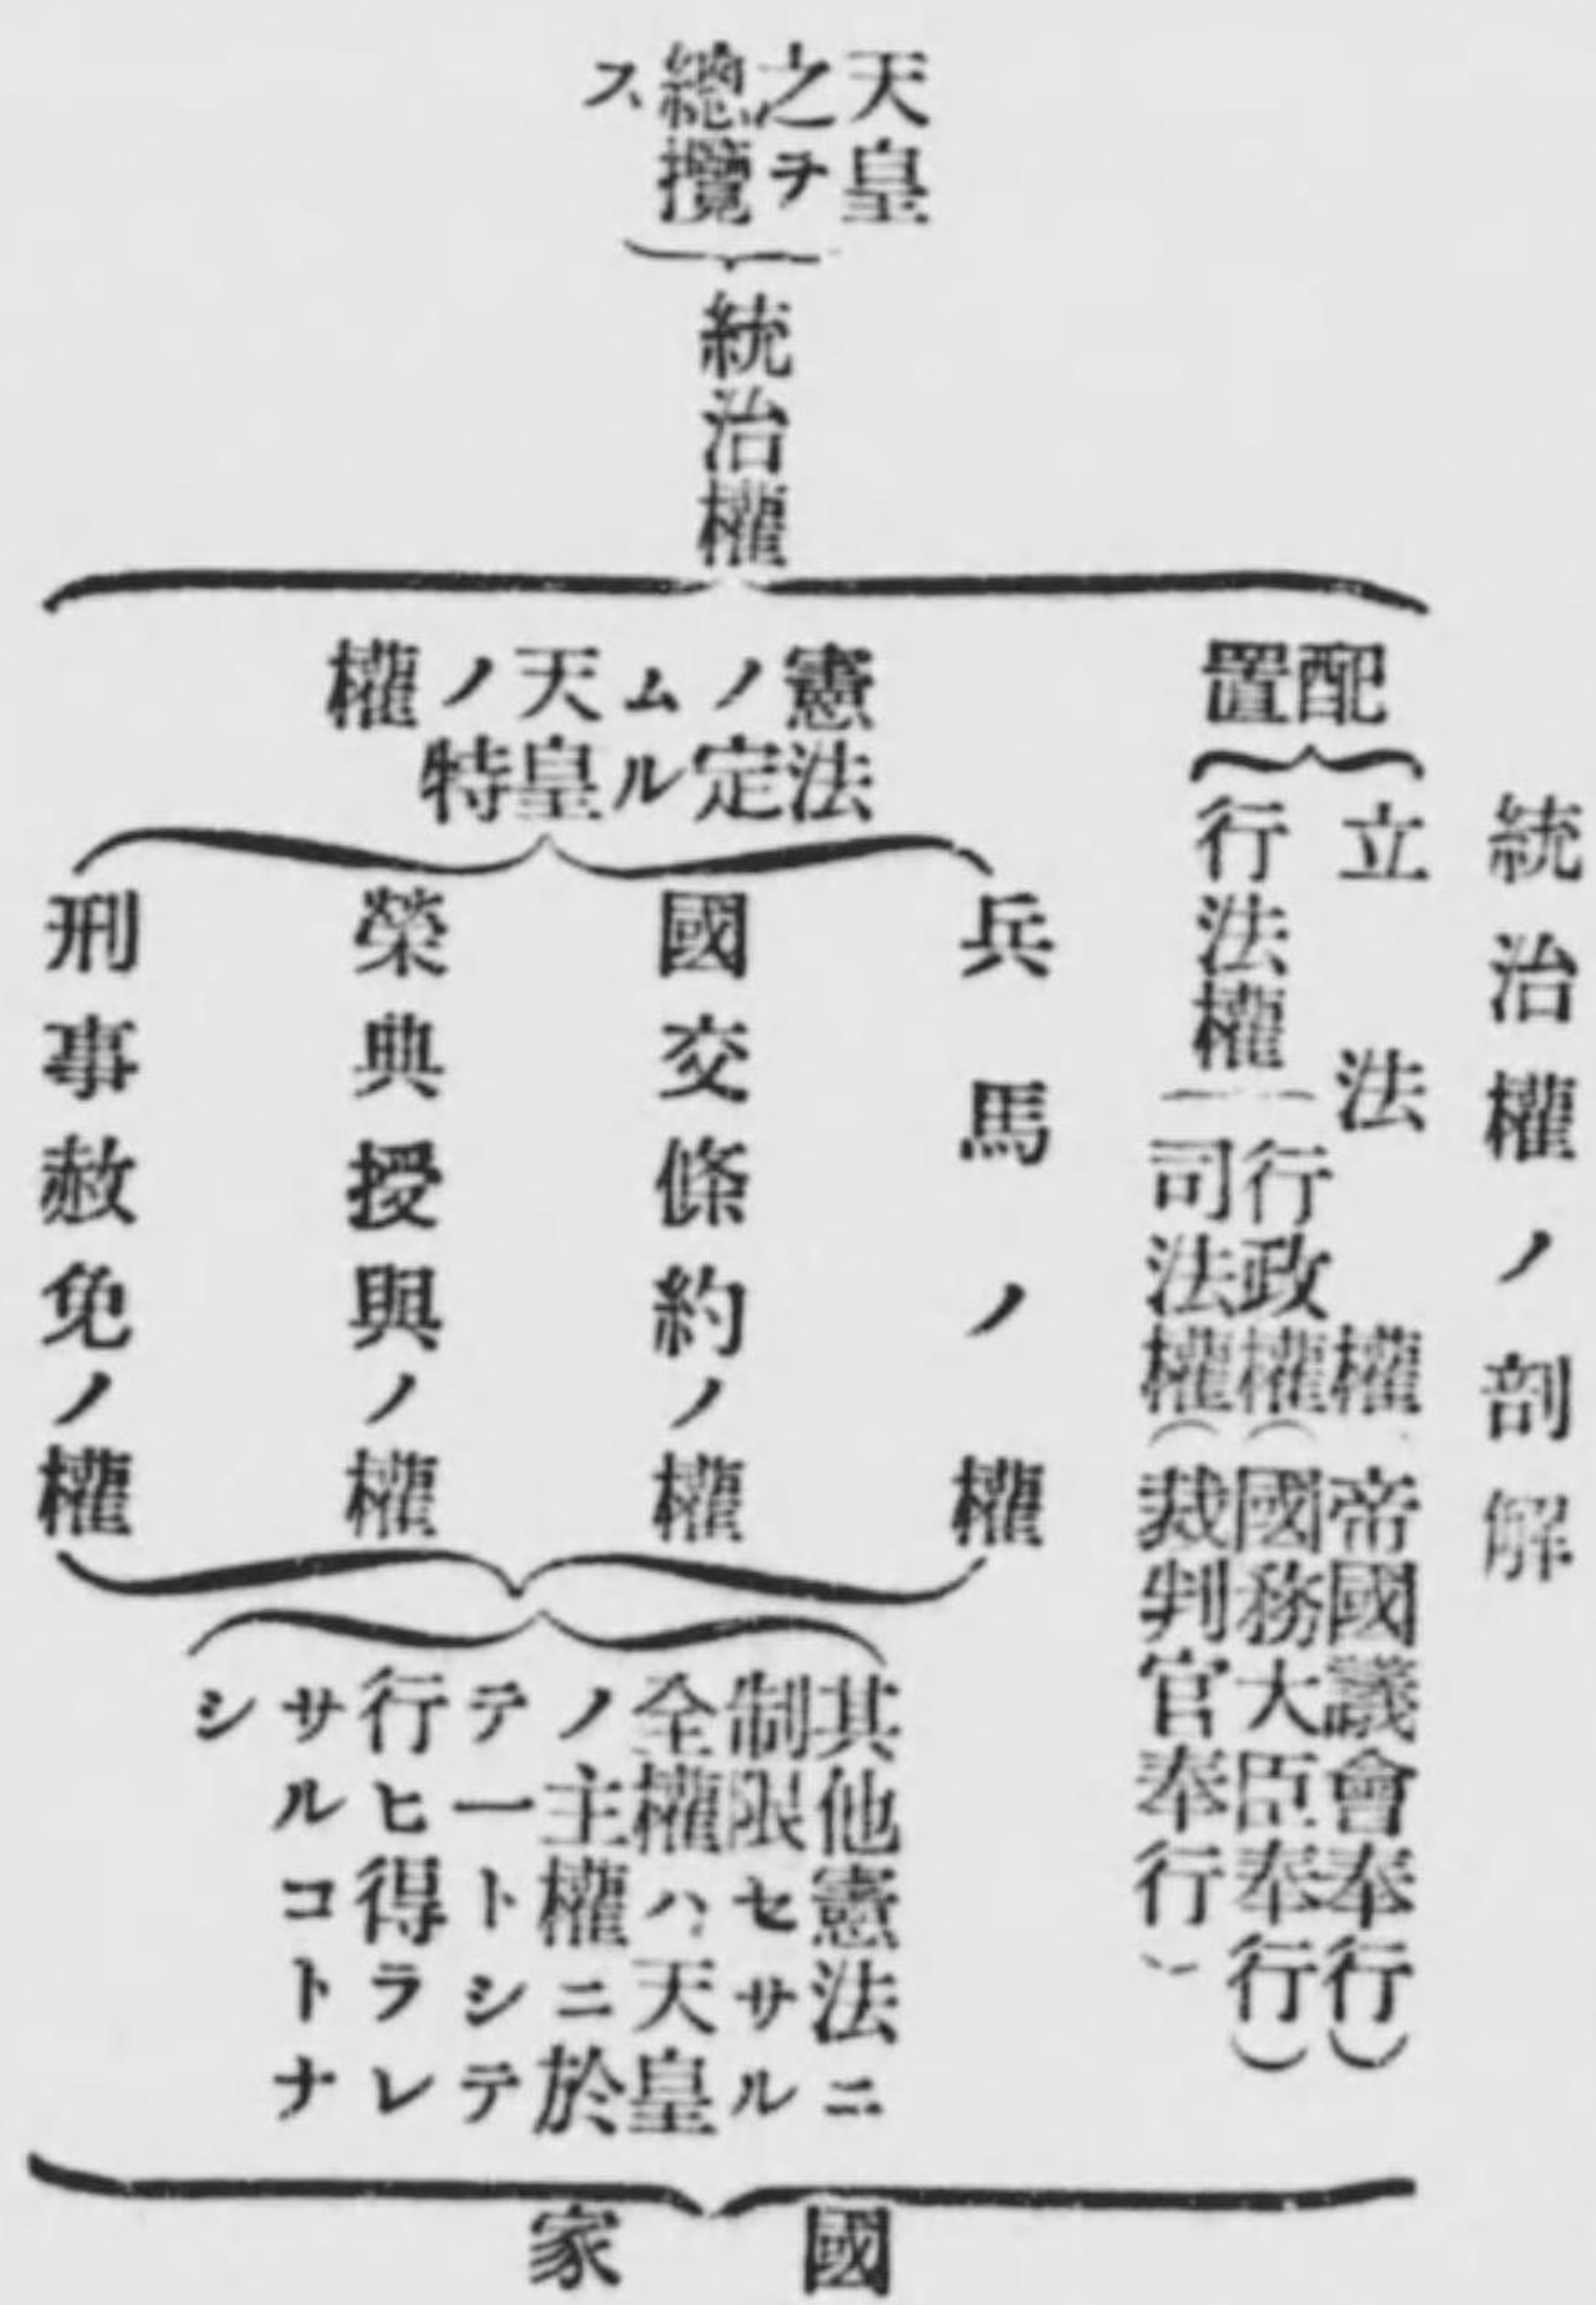 統治權ノ剖解
天皇
之ヲ
總攬
ス
統治權
配
置
立法權(帝國議會奉行)
行法權
行政權(國務大臣奉行)
司法權(裁判官奉行)
憲法
ノ定
ムル
天皇
ノ特
權
兵馬ノ權
國交條約ノ權
榮典授與ノ權
刑事赦免ノ權
其他憲法ニ
制限セサル
全權ハ天皇
ノ主權ニ於
テ一トシテ
行ヒ得ラレ
サルコトナ
シ
國家